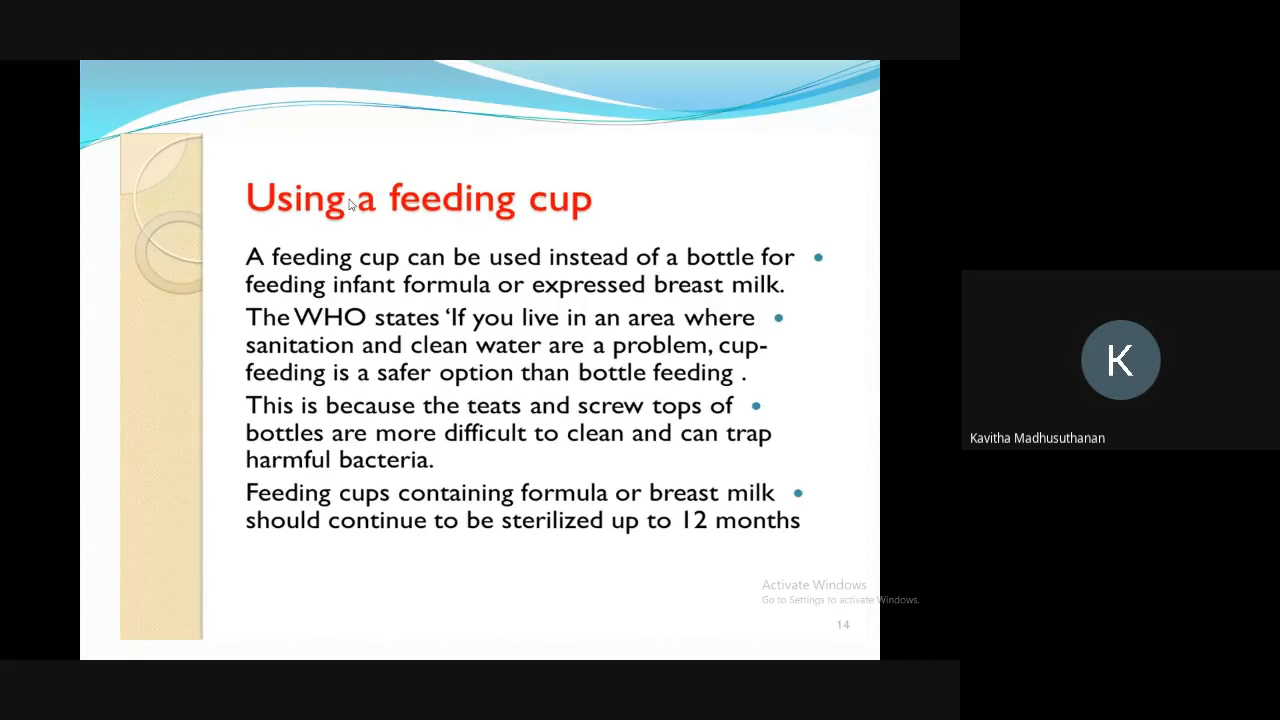 Using a feeding cup
A feeding cup can be used instead of a bottle for
feeding infant formula or expressed breast milk.
The WHO states ‘If you live in an area where
sanitation and clean water are a problem, cup-
feeding is a safer option than bottle feeding .
This is because the teats and screw tops of
bottles are more difficult to clean and can trap
harmful bacteria.
Feeding cups containing formula or breast milk
should continue to be sterilized up to 12 months
Activate Windows
Go to Settings to activate Windows.
14
K
Kavitha Madhusuthanan